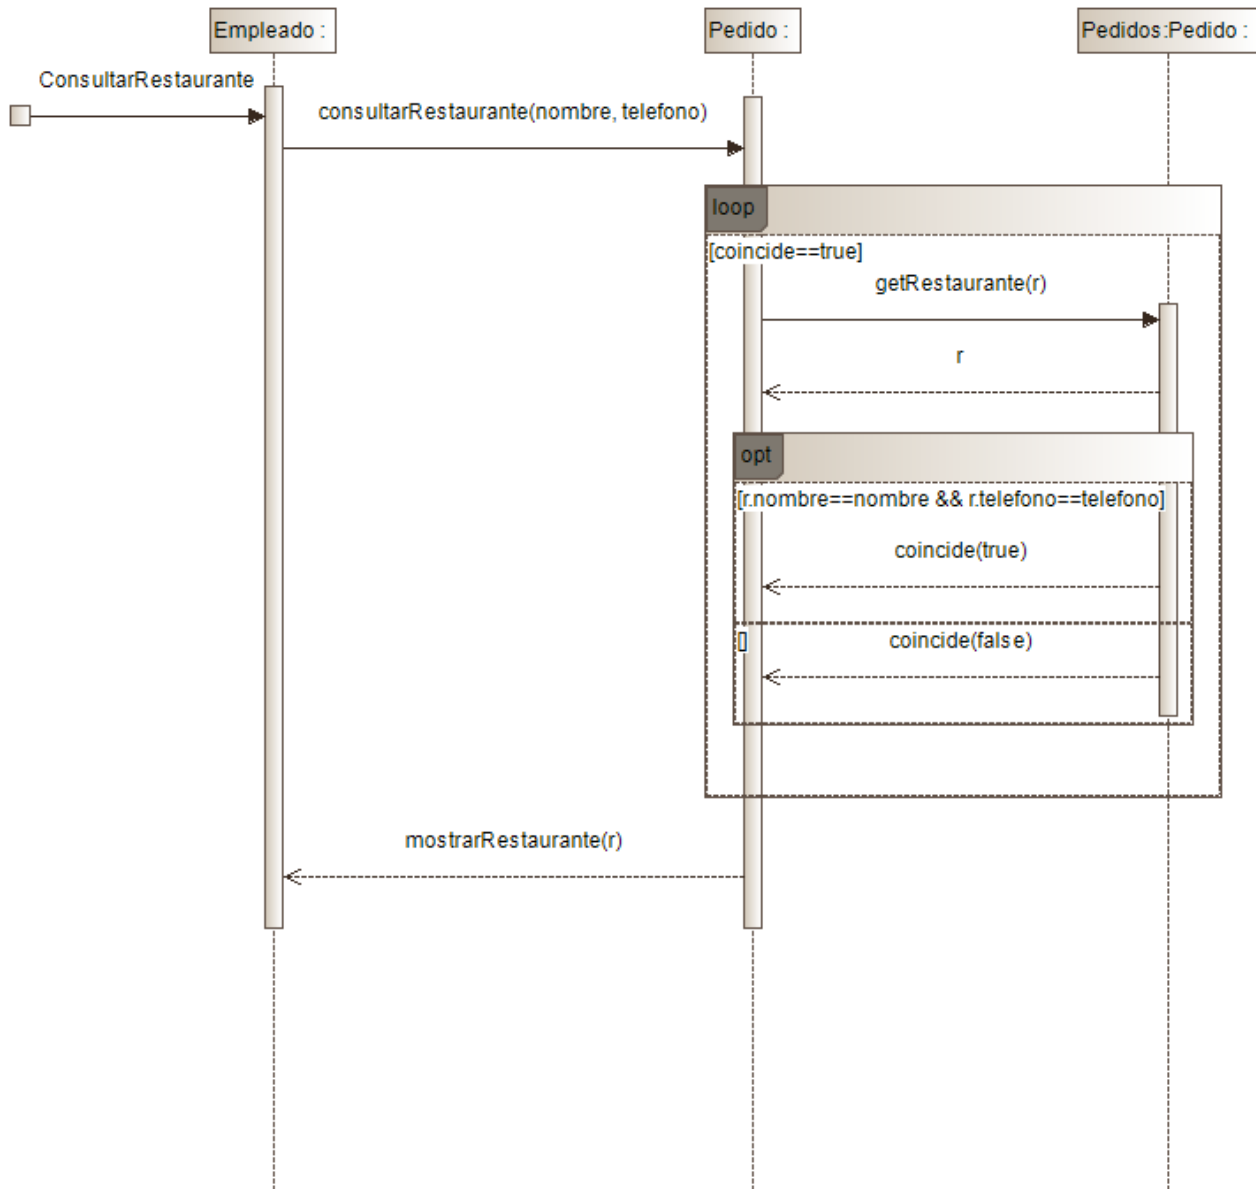 Empleado :
Pedido :
Pedidos:Pedido :
ConsultarRestaurante
consultarRestaurante(nombre, telefono)
loop
[coincide==true]
getRestaurante(r)
r
opt
[r.nombre==nombre && r.telefono==telefono]
coincide(true)
[]
coincide(false)
mostrarRestaurante(r)